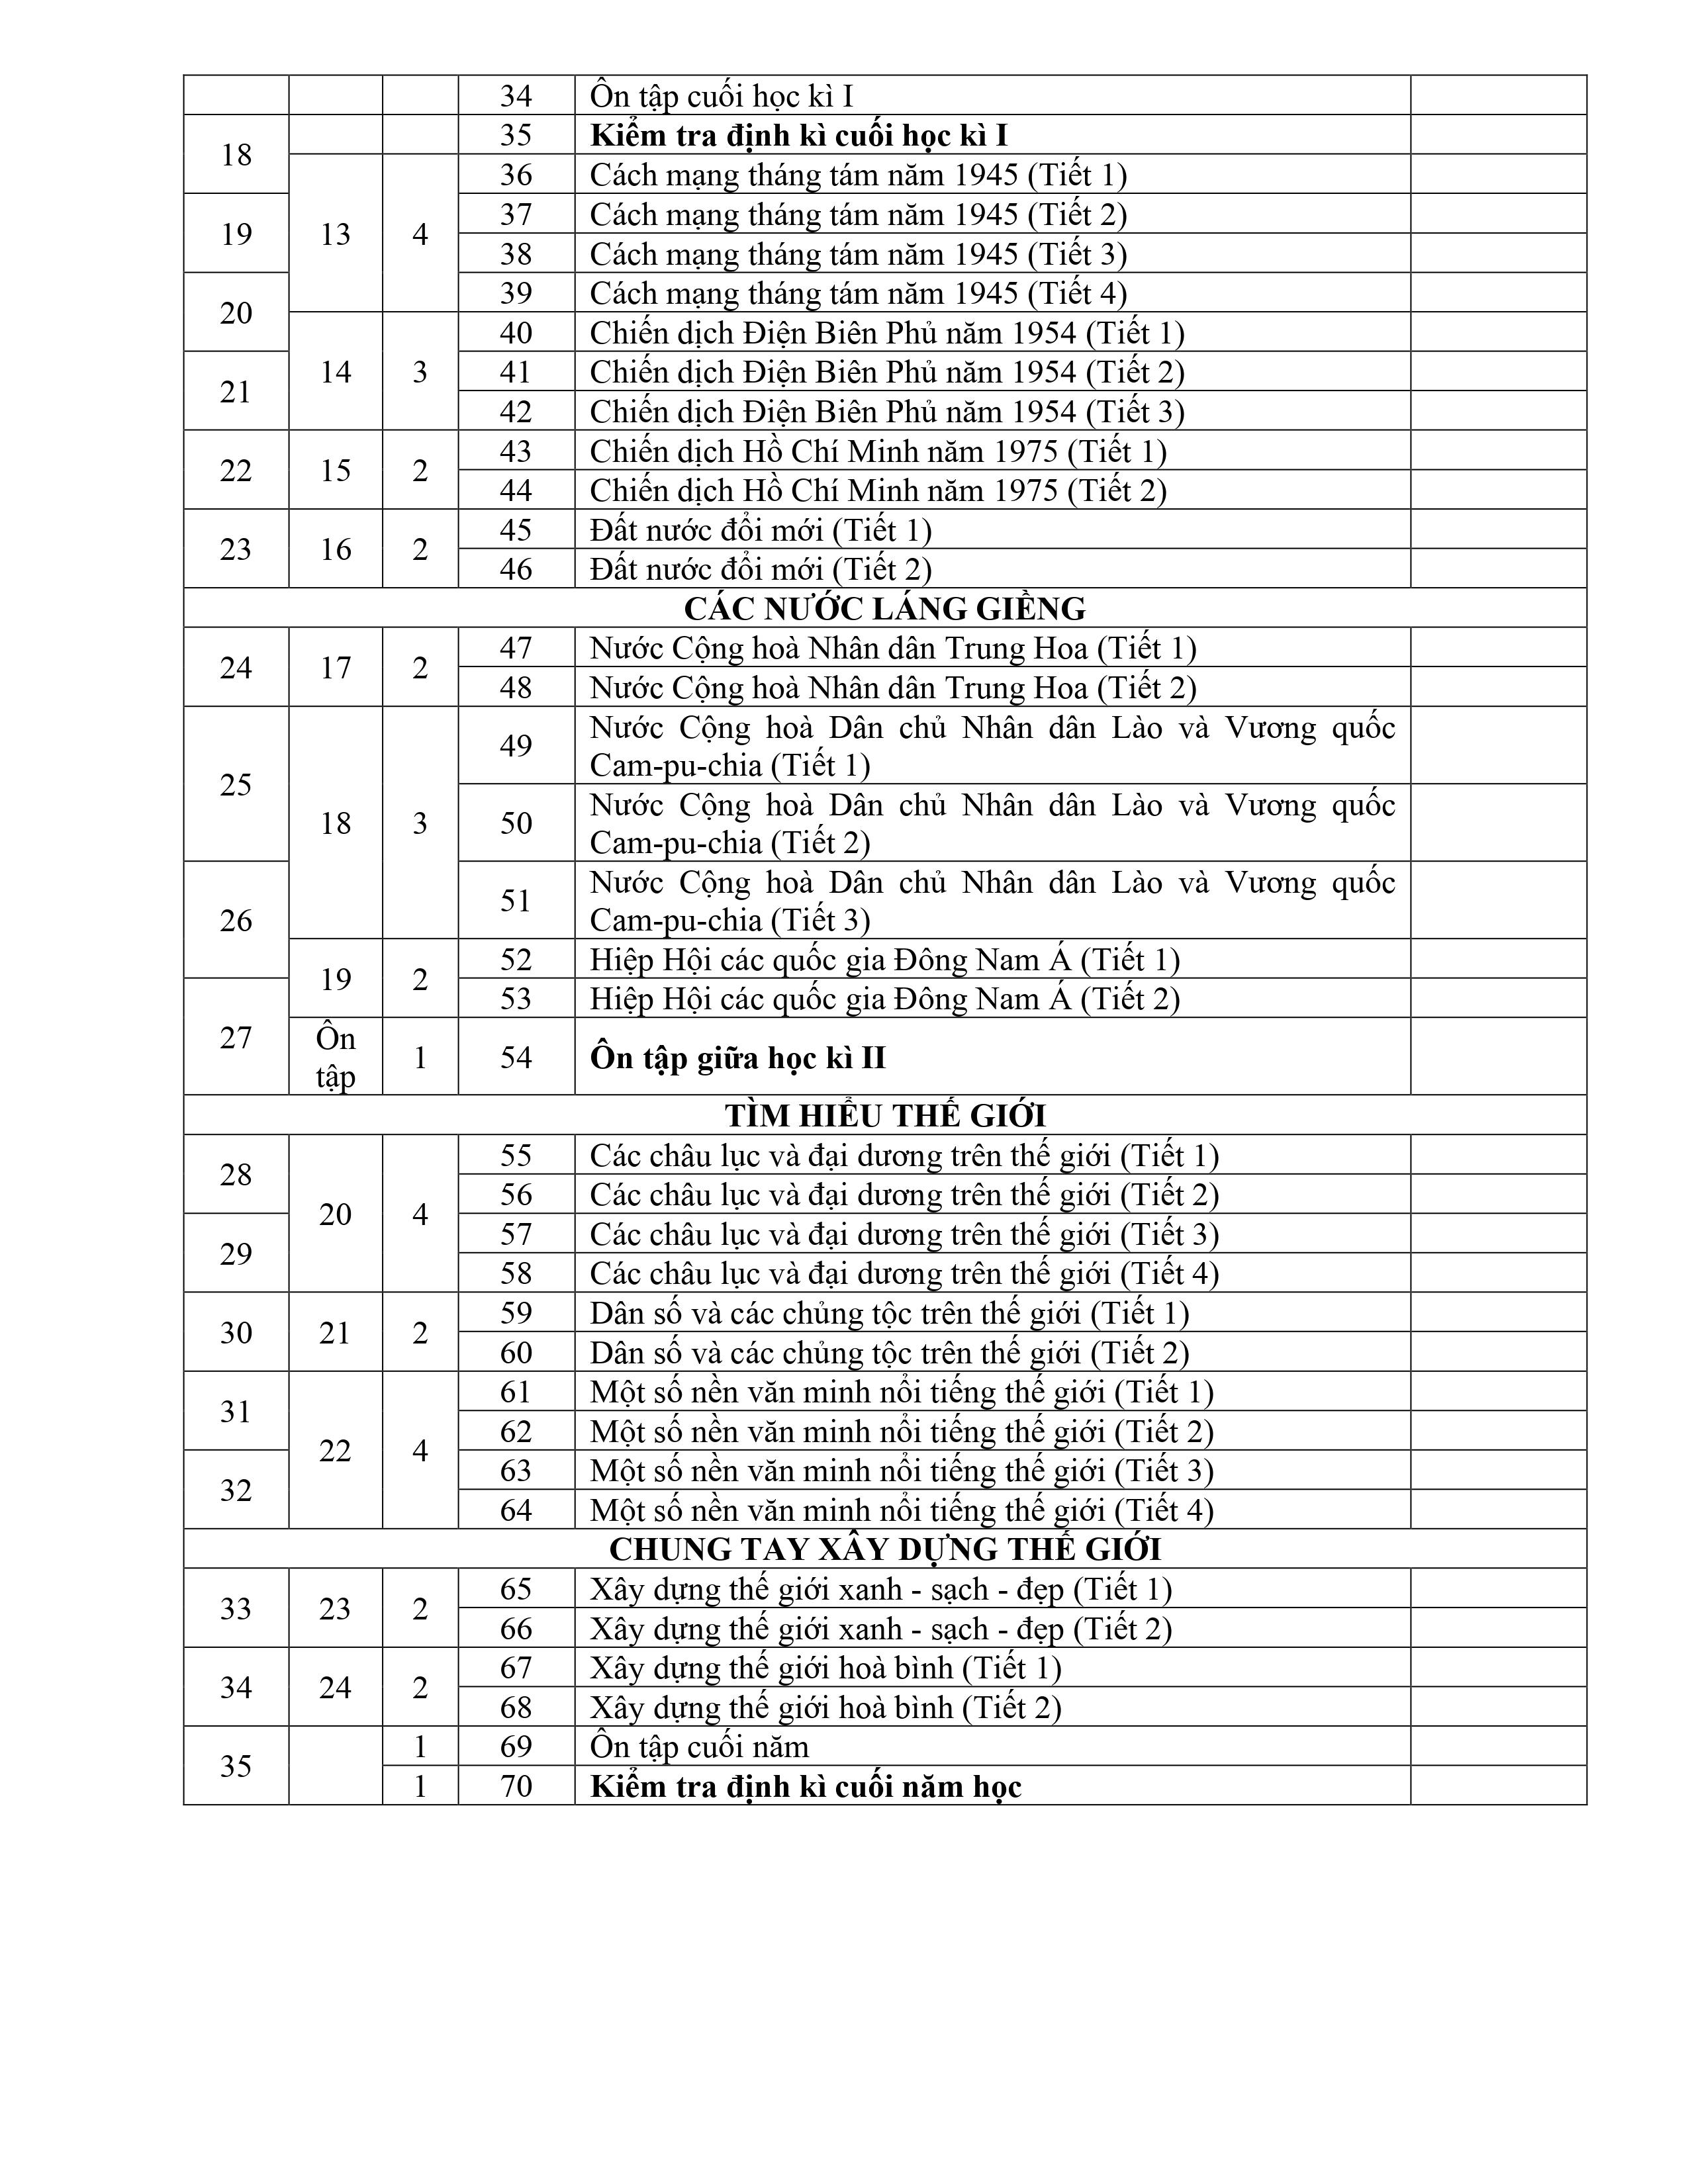 34 Ôn tập cuối học kì I
18 35 Kiểm tra định kì cuối học kì I
13 4 36 Cách mạng tháng tám năm 1945 (Tiết 1)
19 37 Cách mạng tháng tám năm 1945 (Tiết 2)
38 Cách mạng tháng tám năm 1945 (Tiết 3)
20 39 Cách mạng tháng tám năm 1945 (Tiết 4)
14 3 40 Chiến dịch Điện Biên Phủ năm 1954 (Tiết 1)
21 41 Chiến dịch Điện Biên Phủ năm 1954 (Tiết 2)
42 Chiến dịch Điện Biên Phủ năm 1954 (Tiết 3)
22 15 2 43 Chiến dịch Hồ Chí Minh năm 1975 (Tiết 1)
44 Chiến dịch Hồ Chí Minh năm 1975 (Tiết 2)
23 16 2 45 Đất nước đổi mới (Tiết 1)
46 Đất nước đổi mới (Tiết 2)
CÁC NƯỚC LÁNG GIỀNG
24 17 2 47 Nước Cộng hoà Nhân dân Trung Hoa (Tiết 1)
48 Nước Cộng hoà Nhân dân Trung Hoa (Tiết 2)
25 18 3 49 Nước Cộng hoà Dân chủ Nhân dân Lào và Vương quốc
Cam-pu-chia (Tiết 1)
50 Nước Cộng hoà Dân chủ Nhân dân Lào và Vương quốc
Cam-pu-chia (Tiết 2)
26 51 Nước Cộng hoà Dân chủ Nhân dân Lào và Vương quốc
Cam-pu-chia (Tiết 3)
19 2 52 Hiệp Hội các quốc gia Đông Nam Á (Tiết 1)
27 53 Hiệp Hội các quốc gia Đông Nam Á (Tiết 2)
Ôn
tập 1 54 Ôn tập giữa học kì II
TÌM HIỂU THẾ GIỚI
28 20 4 55 Các châu lục và đại dương trên thế giới (Tiết 1)
56 Các châu lục và đại dương trên thế giới (Tiết 2)
29 57 Các châu lục và đại dương trên thế giới (Tiết 3)
58 Các châu lục và đại dương trên thế giới (Tiết 4)
30 21 2 59 Dân số và các chủng tộc trên thế giới (Tiết 1)
60 Dân số và các chủng tộc trên thế giới (Tiết 2)
31 22 4 61 Một số nền văn minh nổi tiếng thế giới (Tiết 1)
62 Một số nền văn minh nổi tiếng thế giới (Tiết 2)
32 63 Một số nền văn minh nổi tiếng thế giới (Tiết 3)
64 Một số nền văn minh nổi tiếng thế giới (Tiết 4)
CHUNG TAY XÂY DỰNG THẾ GIỚI
33 23 2 65 Xây dựng thế giới xanh - sạch - đẹp (Tiết 1)
66 Xây dựng thế giới xanh - sạch - đẹp (Tiết 2)
34 24 2 67 Xây dựng thế giới hoà bình (Tiết 1)
68 Xây dựng thế giới hoà bình (Tiết 2)
35 1 69 Ôn tập cuối năm
1 70 Kiểm tra định kì cuối năm học